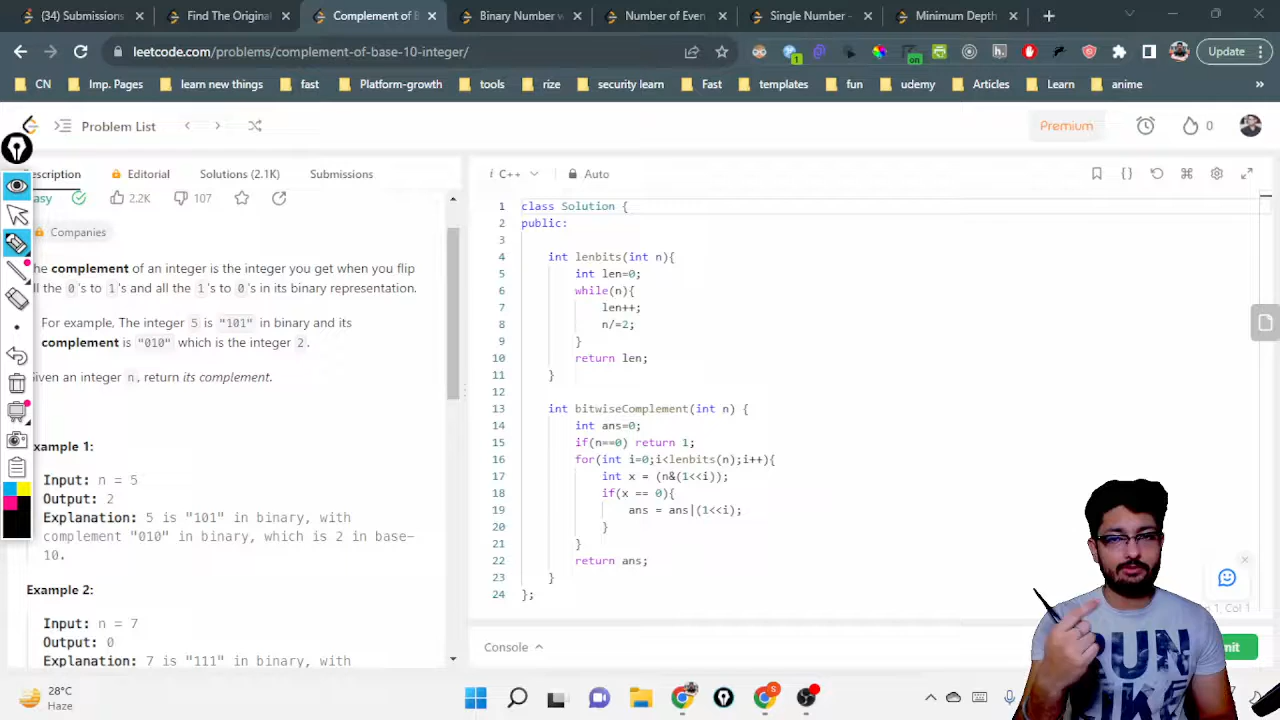 (34) Submissions
Find The Original
Complement of B
Binary Number w
Number of Even
Single Number -
Minimum Depth
leetcode.com/problems/complement-of-base-10-integer/
1
on
Update
CN
Imp. Pages
learn new things
fast
Platform-growth
tools
rize
security learn
Fast
templates
fun
udemy
Articles
Learn
anime
»
Problem List
Premium
0
escription
Editorial
Solutions (2.1K)
Submissions
asy
2.2K
107
Companies
he complement of an integer is the integer you get when you flip
ll the 0's to 1's and all the 1's to 0's in its binary representation.
For example, The integer 5 is "101" in binary and its
complement is "010" which is the integer 2.
Given an integer n, return its complement.
xample 1:
Input: n = 5
Output: 2
Explanation: 5 is "101" in binary, with
complement "010" in binary, which is 2 in base-
10.
Example 2:
Input: n = 7
Output: 0
Explanation: 7 is "111" in binary, with
i C++
Auto
1 class Solution {
2 public:
3
4 int lenbits(int n){
5 int len=0;
6 while(n){
7 len++;
8 n/=2;
9 }
10 return len;
11 }
12
13 int bitwiseComplement(int n) {
14 int ans=0;
15 if(n==0) return 1;
16 for(int i=0;i<lenbits(n);i++){
17 int x = (n&(1<<i));
18 if(x == 0){
19 ans = ans|(1<<i);
20 }
21 }
22 return ans;
23 }
24 };
1, Col 1
Console
mit
RUN
28°C
Haze